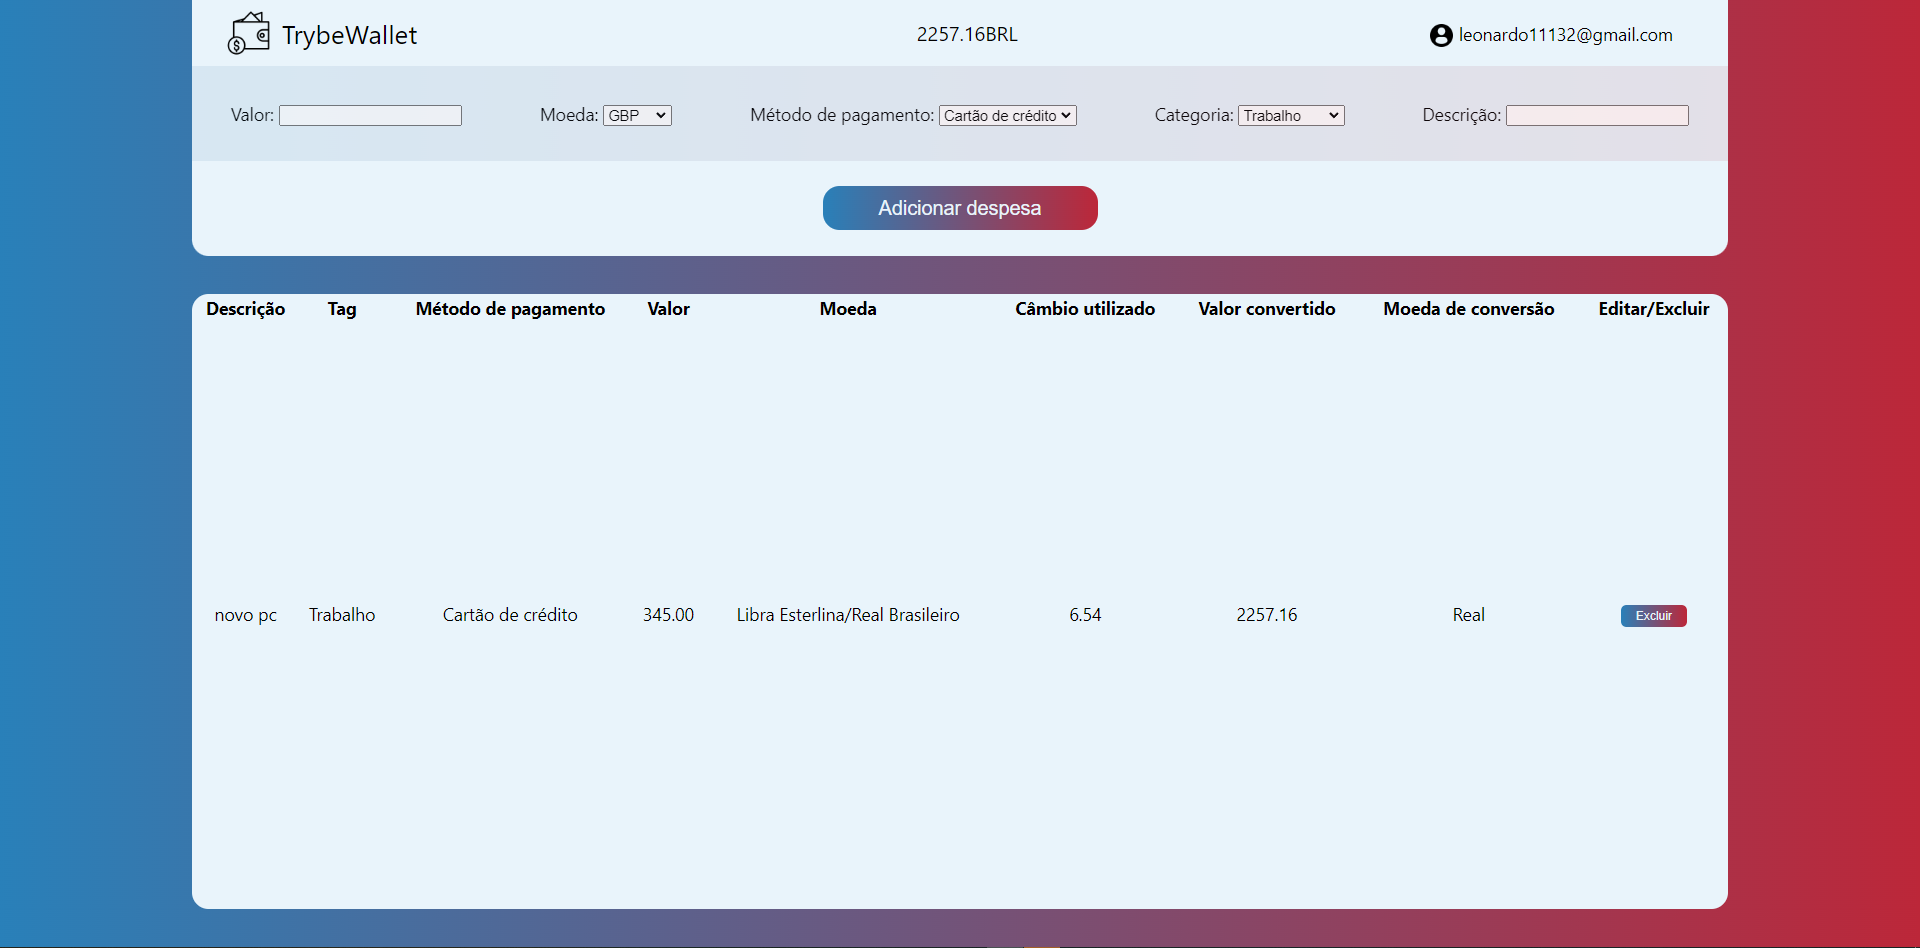 TrybeWallet 2257.16BRL leonardo11132@gmail.com
Valor: Moeda: GBP Método de pagamento: Cartão de crédito Categoria: Trabalho Descrição:
Adicionar despesa
Descrição Tag Método de pagamento Valor Moeda Câmbio utilizado Valor convertido Moeda de conversão Editar/Excluir
novo pc Trabalho Cartão de crédito 345.00 Libra Esterlina/Real Brasileiro 6.54 2257.16 Real Excluir